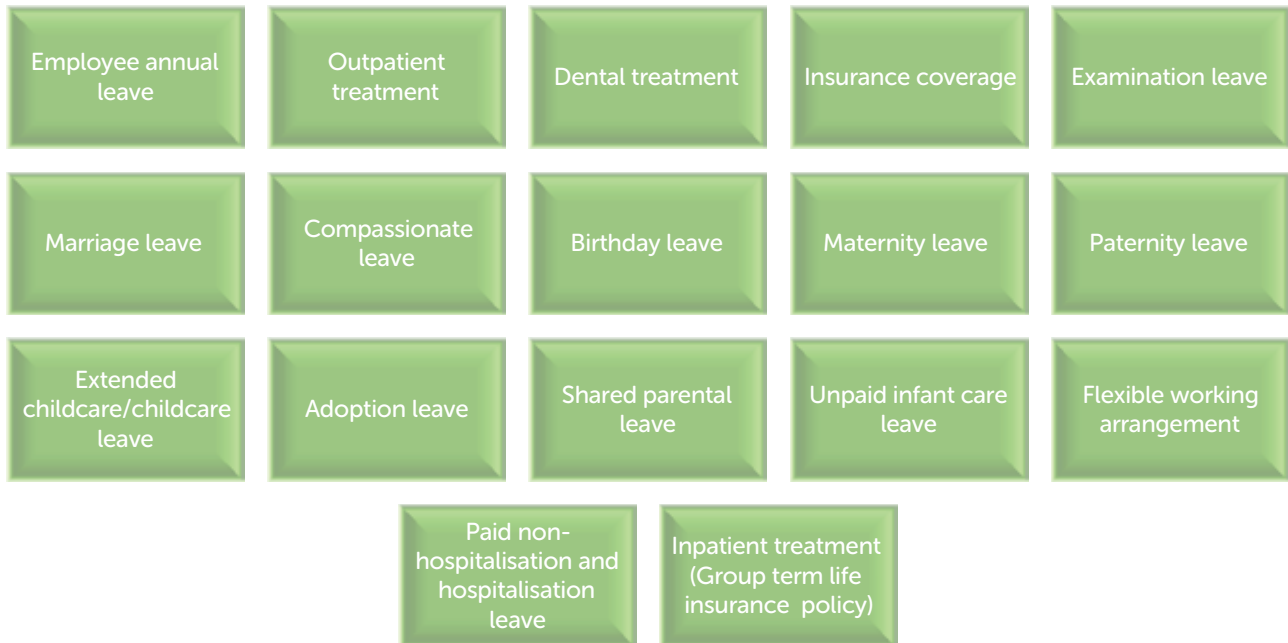 Employee annual
leave
Outpatient
treatment
Dental treatment
Insurance coverage
Examination leave
Marriage leave
Compassionate
leave
Birthday leave
Maternity leave
Paternity leave
Extended
childcare/childcare
leave
Adoption leave
Shared parental
leave
Unpaid infant care
leave
Flexible working
arrangement
Paid non-
hospitalisation and
hospitalisation
leave
Inpatient treatment
(Group term life
insurance policy)